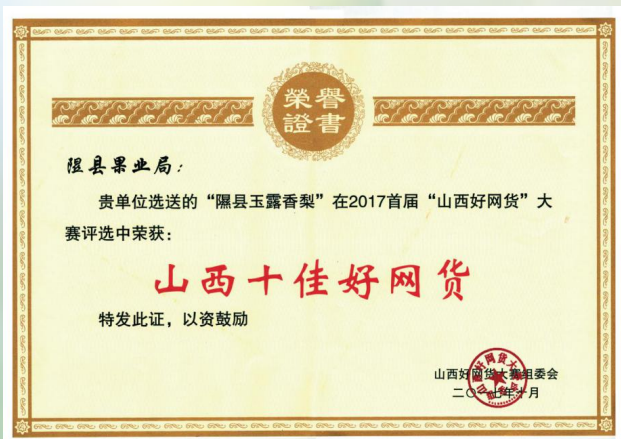 榮譽
證書
隰县果业局：
贵单位选送的“隰县玉露香梨”在2017首届“山西好网货”大
赛评选中荣获：
山西十佳好网货
特发此证，以资鼓励
山西好网货大赛组委会
二〇一七年十月